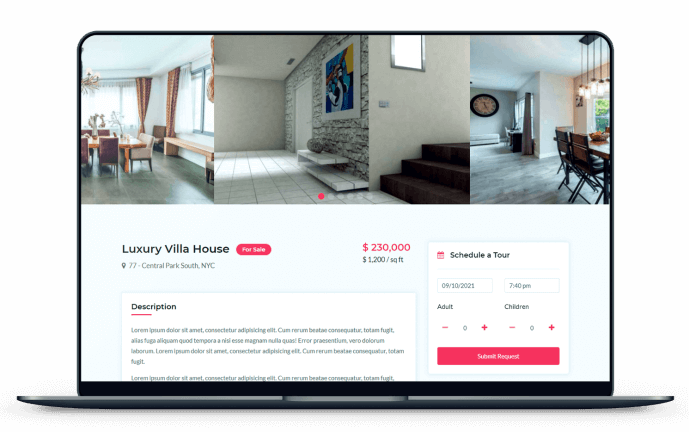 Luxury Villa House For Sale
77 - Central Park South, NYC
$ 230,000
$ 1,200 / sq ft
Description
Lorem ipsum dolor sit amet, consectetur adipisicing elit. Cum rerum beatae consequatur, totam fugit,
alias fuga aliquam quod tempora a nisi esse magnam nulla quas! Error praesentium, vero dolorum
laborum. Lorem ipsum dolor sit amet, consectetur adipisicing elit. Cum rerum beatae consequatur, totam
fugit.
Lorem ipsum dolor sit amet, consectetur adipisicing elit. Cum rerum beatae consequatur, totam fugit,
Schedule a Tour
09/10/2021 7:40 pm
Adult Children
0 0
Submit Request